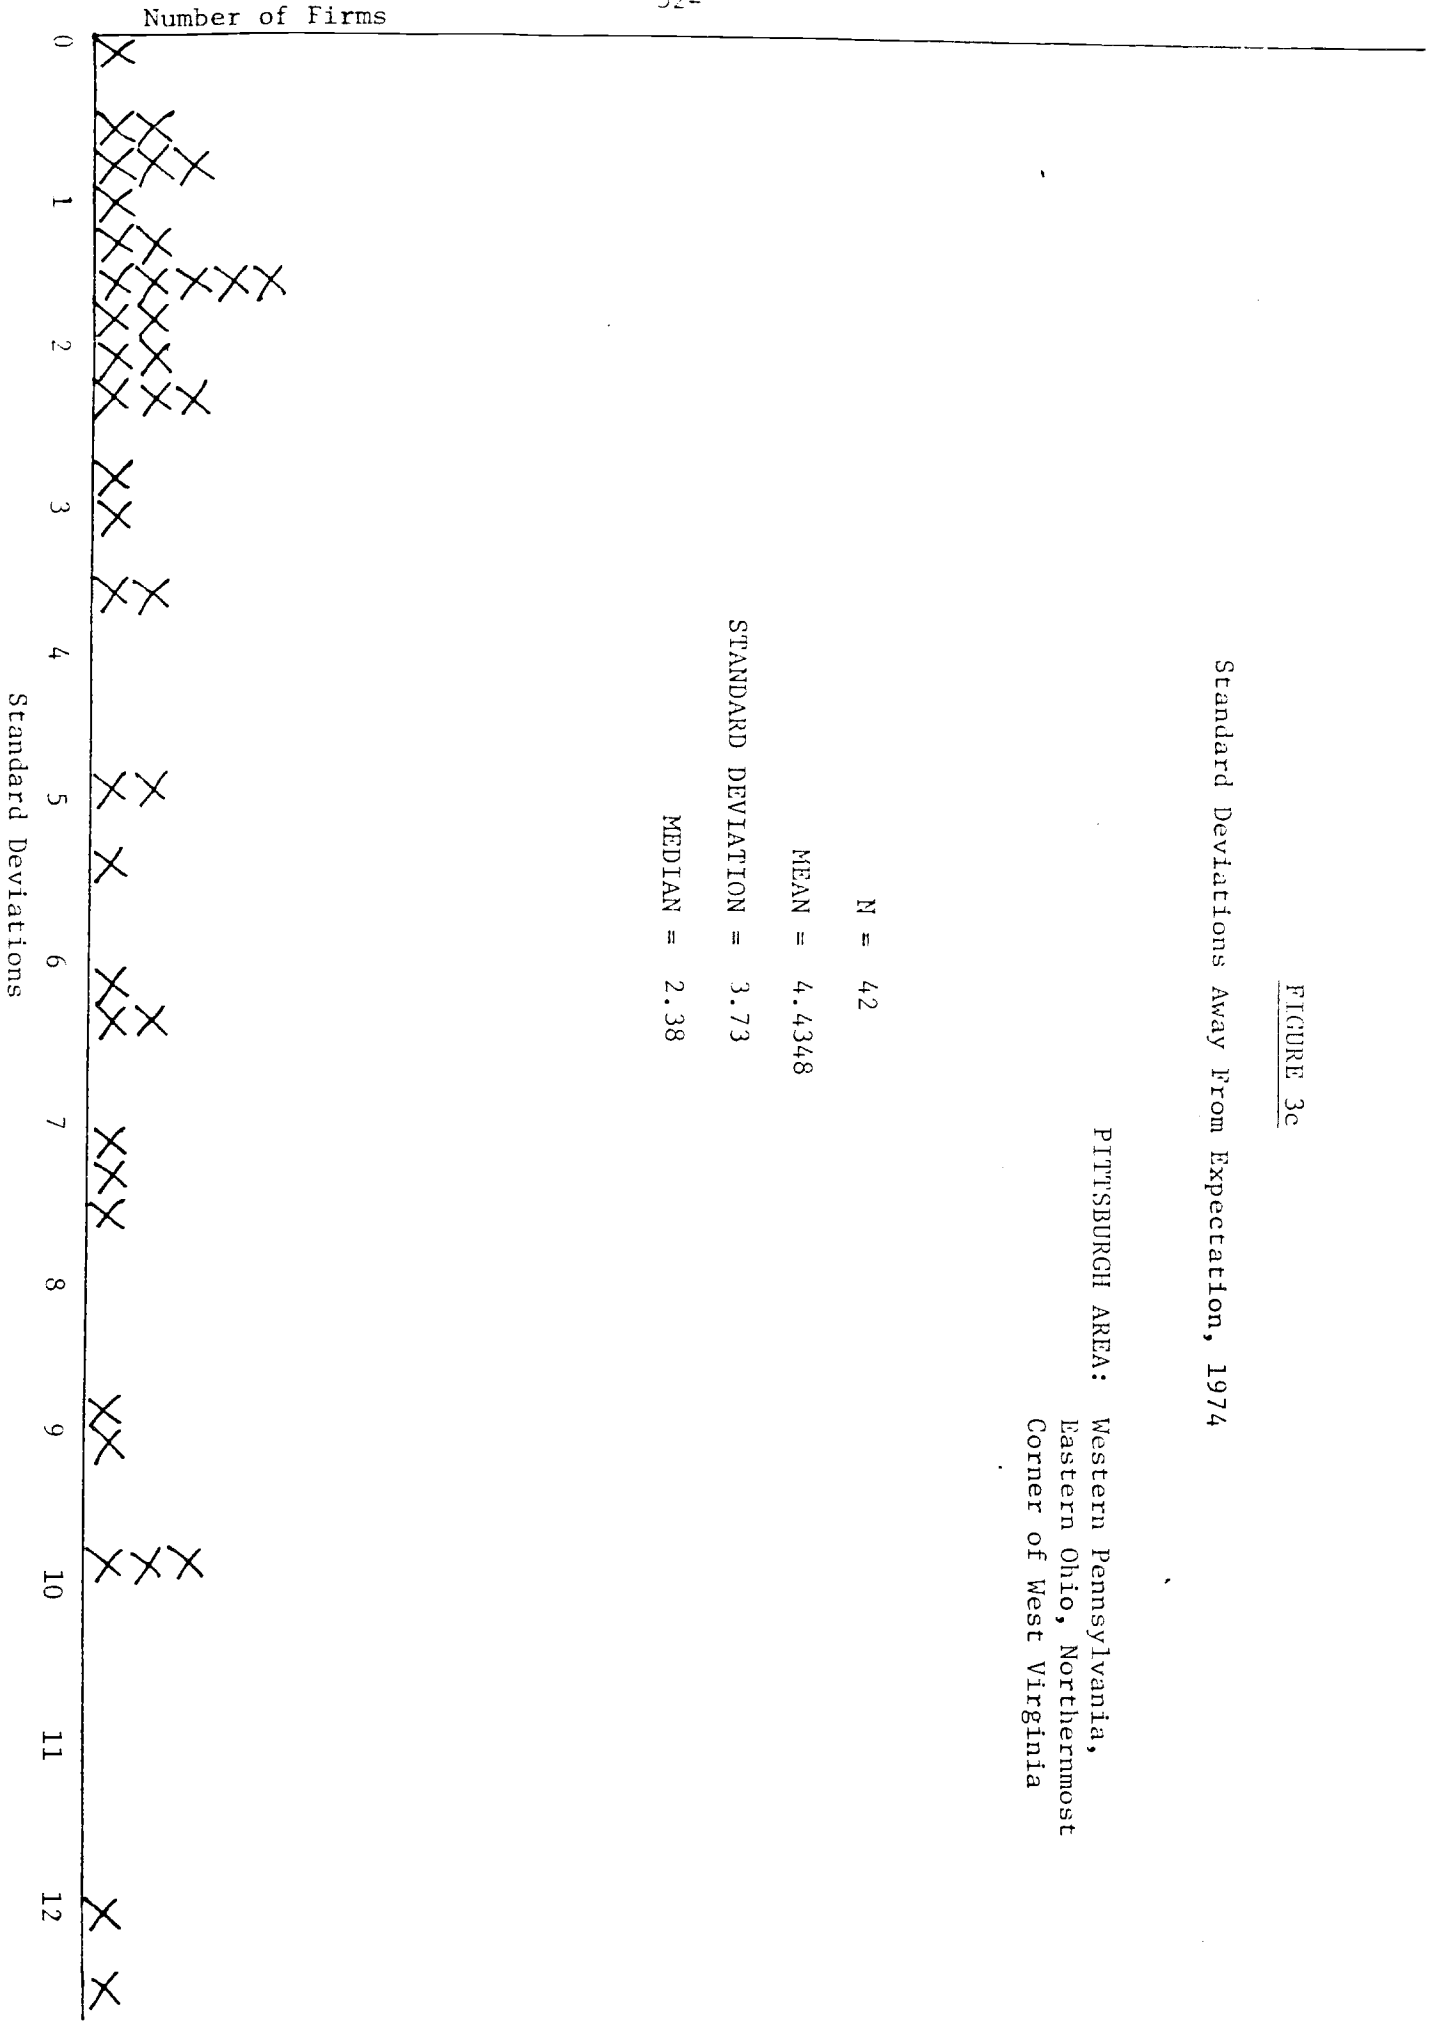 FIGURE 3c
Standard Deviations Away From Expectation, 1974
PITTSBURGH AREA: Western Pennsylvania,
Eastern Ohio, Northernmost
Corner of West Virginia
N = 42
MEAN = 4.4348
STANDARD DEVIATION = 3.73
MEDIAN = 2.38
Number of Firms
0 1 2 3 4 5 6 7 8 9 10 11 12
Standard Deviations